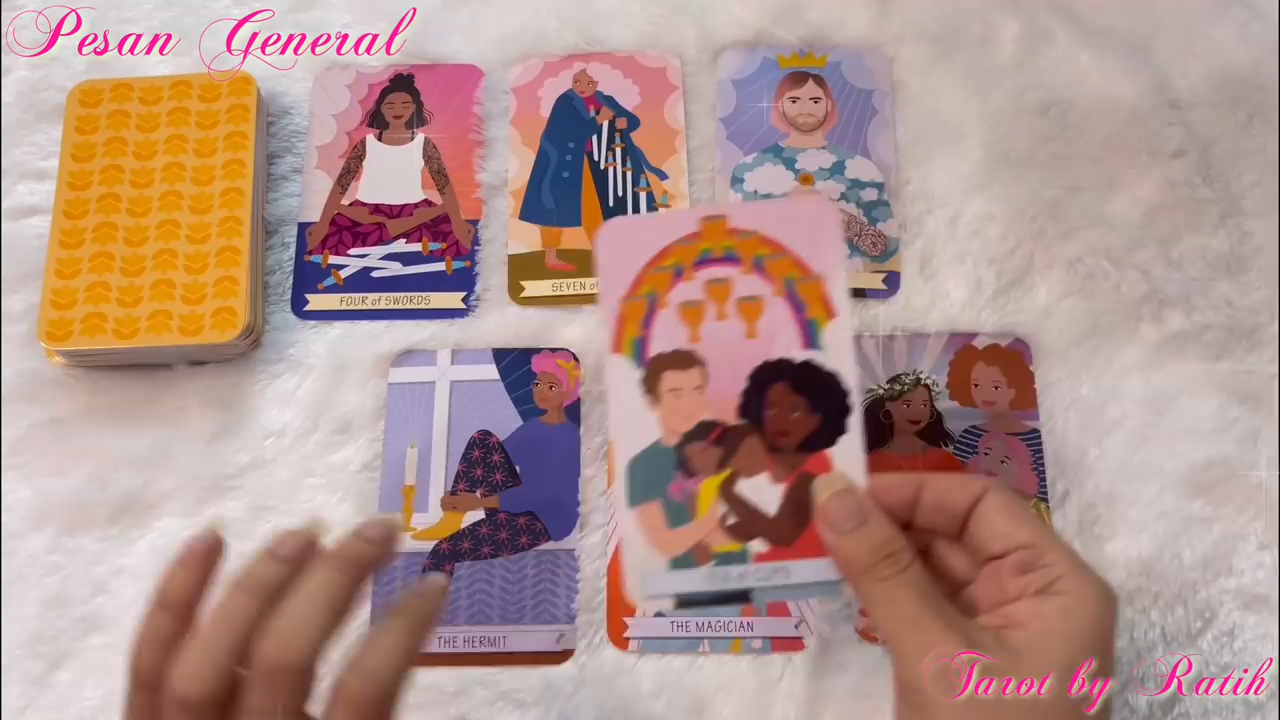 Pesan General
FOUR of SWORDS
SEVEN of
THE HERMIT
THE MAGICIAN
Tarot by Ratih